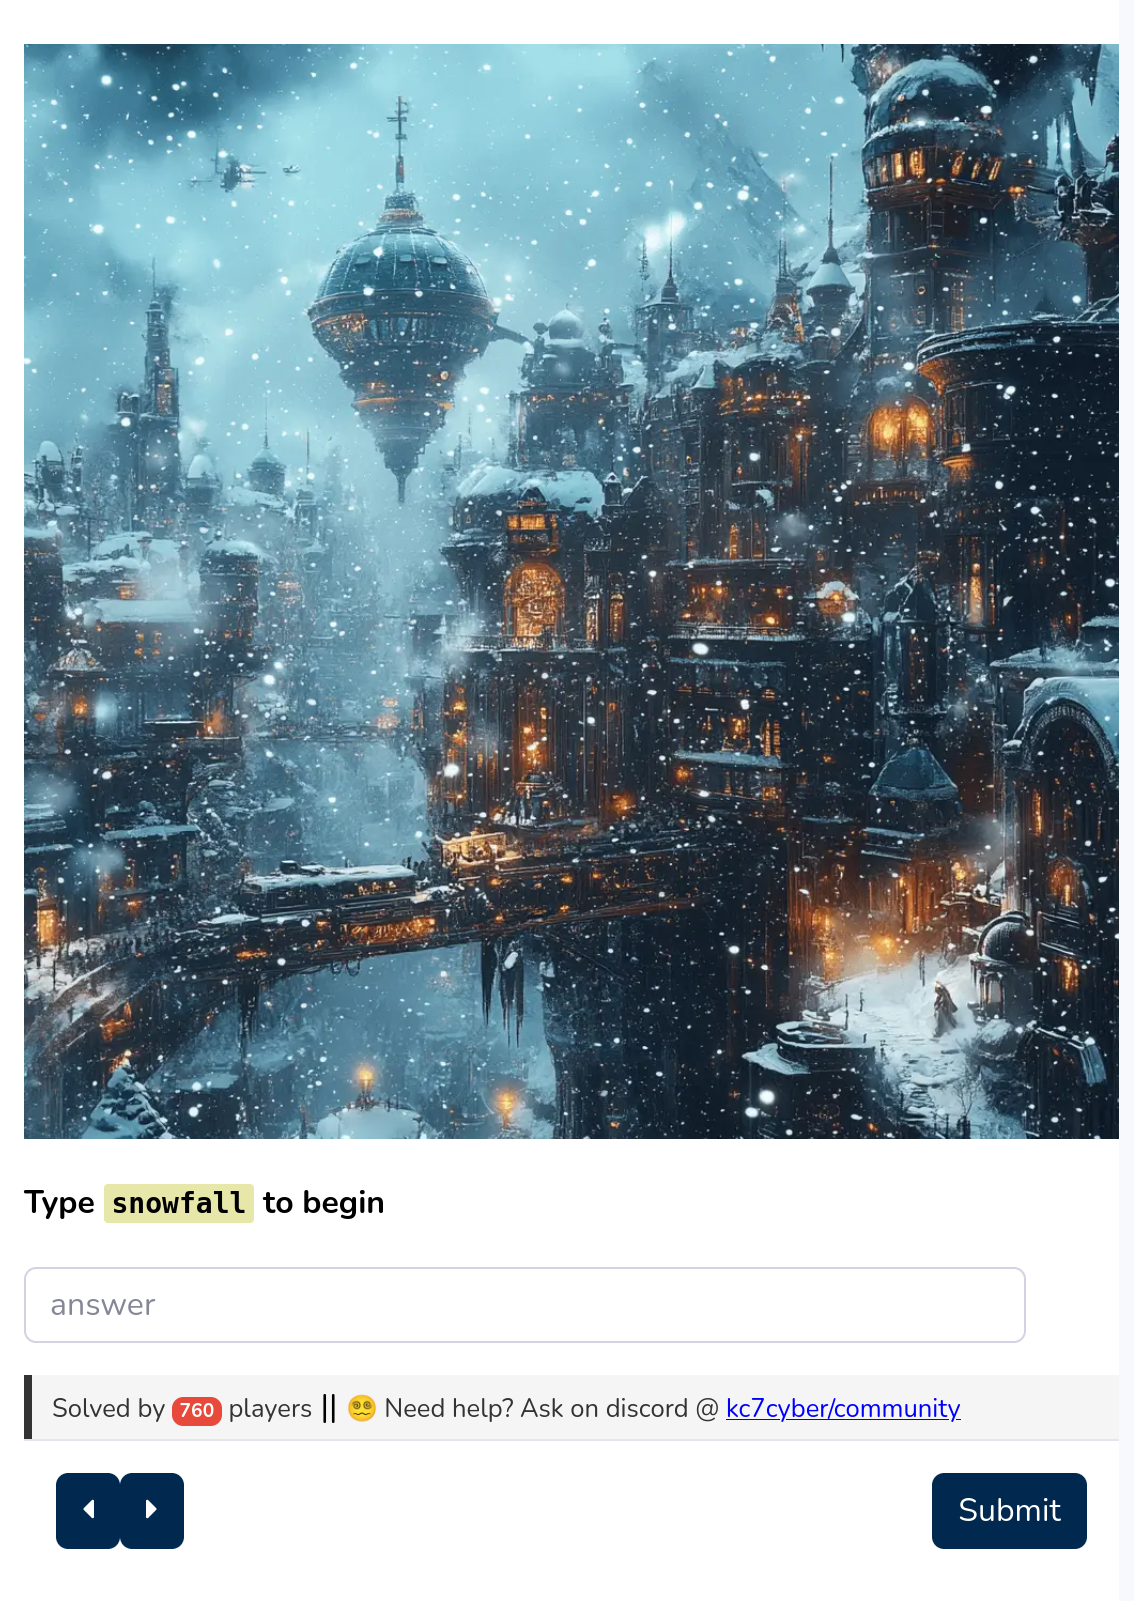 Type snowfall to begin
answer
Solved by 760 players || 😵‍💫 Need help? Ask on discord @ kc7cyber/community
Submit